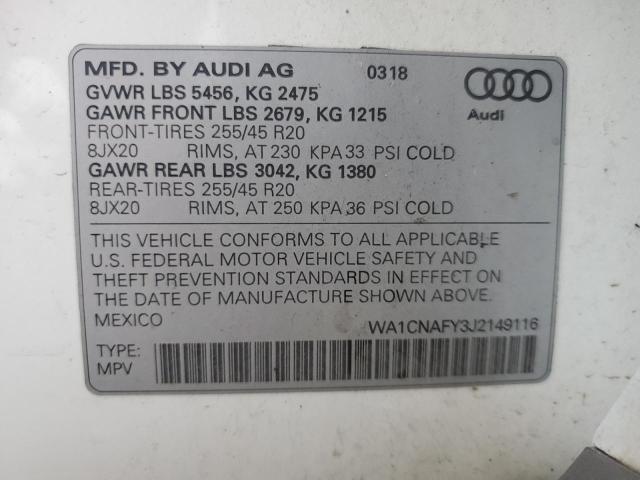 MFD. BY AUDI AG 0318
GVWR LBS 5456, KG 2475
GAWR FRONT LBS 2679, KG 1215
Audi
FRONT-TIRES 255/45 R20
8JX20 RIMS, AT 230 KPA 33 PSI COLD
GAWR REAR LBS 3042, KG 1380
REAR-TIRES 255/45 R20
8JX20 RIMS, AT 250 KPA 36 PSI COLD
THIS VEHICLE CONFORMS TO ALL APPLICABLE
U.S. FEDERAL MOTOR VEHICLE SAFETY AND
THEFT PREVENTION STANDARDS IN EFFECT ON
THE DATE OF MANUFACTURE SHOWN ABOVE.
MEXICO WA1CNAFY3J2149116
TYPE:
MPV